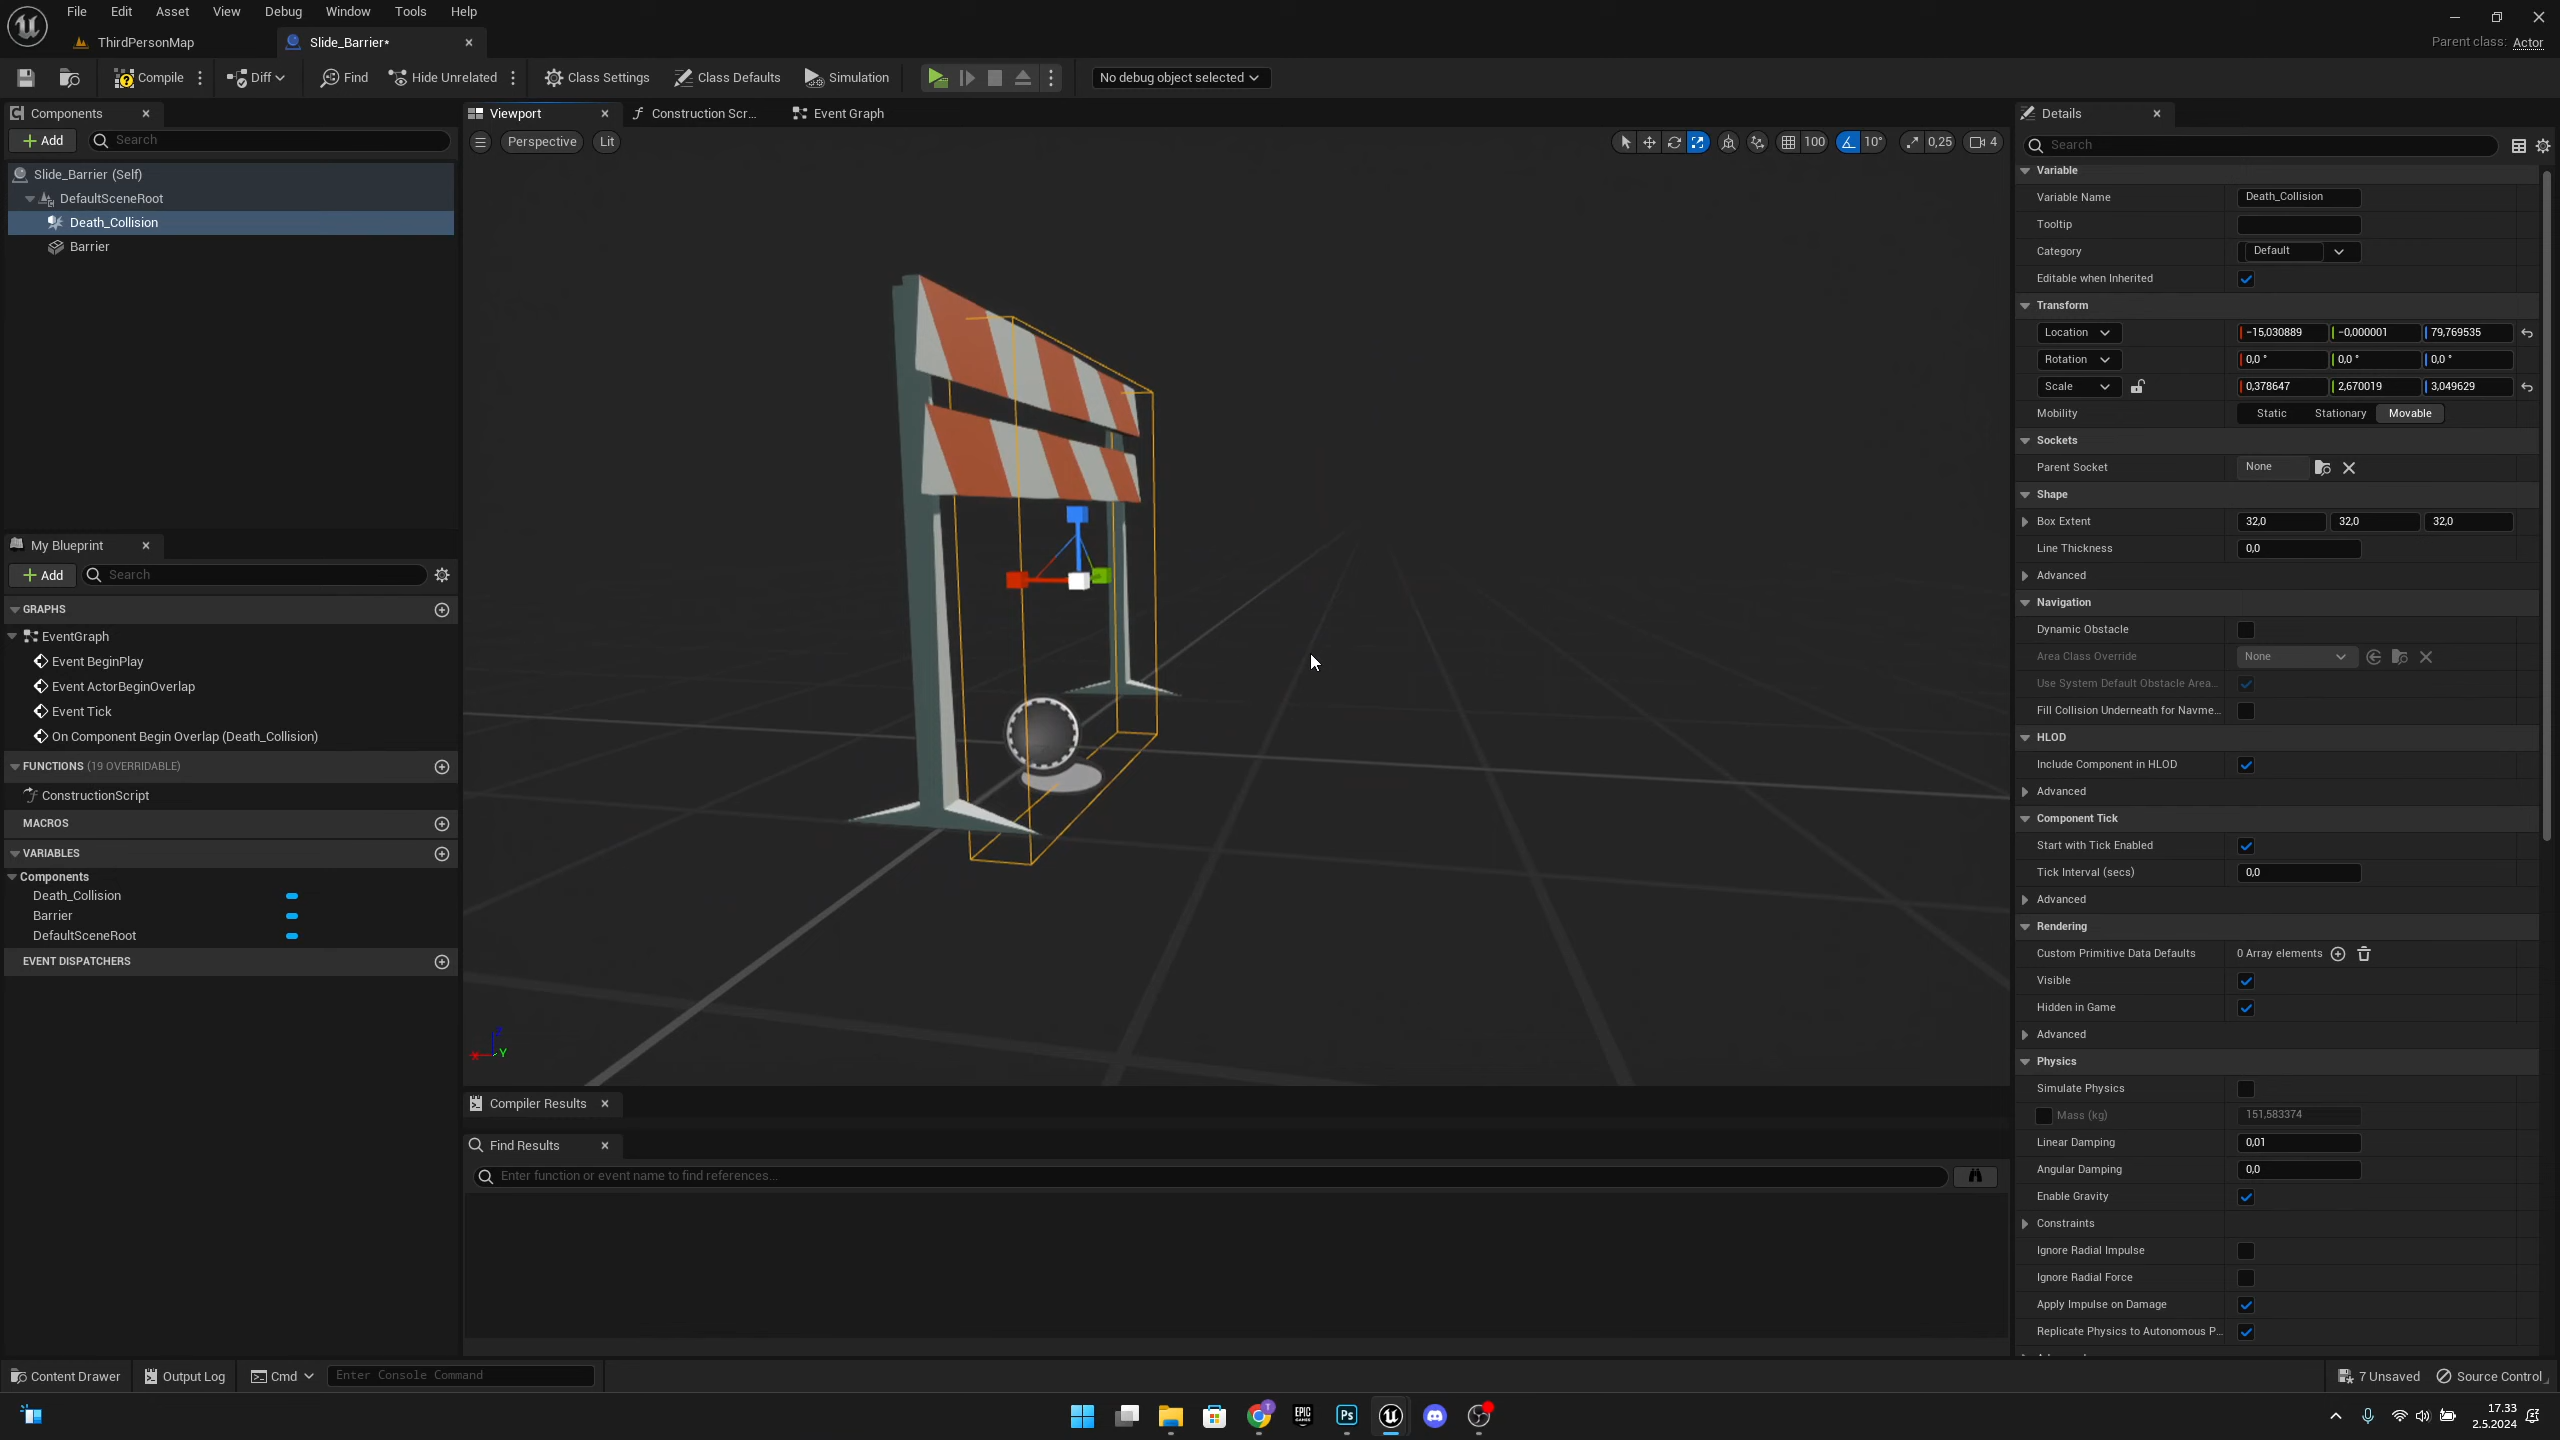 File Edit Asset View Debug Window Tools Help
ThirdPersonMap
Slide_Barrier*
Parent class: Actor
Compile
Diff
Find
Hide Unrelated
Class Settings
Class Defaults
Simulation
No debug object selected
Components
Add
Search
Slide_Barrier (Self)
DefaultSceneRoot
Death_Collision
Barrier
My Blueprint
Add
Search
GRAPHS
EventGraph
Event BeginPlay
Event ActorBeginOverlap
Event Tick
On Component Begin Overlap (Death_Collision)
FUNCTIONS (19 OVERRIDABLE)
ConstructionScript
MACROS
VARIABLES
Components
Death_Collision
Barrier
DefaultSceneRoot
EVENT DISPATCHERS
Viewport
Construction Scr...
Event Graph
Perspective
Lit
100
10°
0,25
4
Z
X
Y
Compiler Results
Find Results
Enter function or event name to find references...
Details
Search
Variable
Variable Name Death_Collision
Tooltip
Category Default
Editable when Inherited
Transform
Location -15,030889 -0,000001 79,769535
Rotation 0,0 ° 0,0 ° 0,0 °
Scale 0,378647 2,670019 3,049629
Mobility Static Stationary Movable
Sockets
Parent Socket None
Shape
Box Extent 32,0 32,0 32,0
Line Thickness 0,0
Advanced
Navigation
Dynamic Obstacle
Area Class Override None
Use System Default Obstacle Area...
Fill Collision Underneath for Navme...
HLOD
Include Component in HLOD
Advanced
Component Tick
Start with Tick Enabled
Tick Interval (secs) 0,0
Advanced
Rendering
Custom Primitive Data Defaults 0 Array elements
Visible
Hidden in Game
Advanced
Physics
Simulate Physics
Mass (kg) 151,583374
Linear Damping 0,01
Angular Damping 0,0
Enable Gravity
Constraints
Ignore Radial Impulse
Ignore Radial Force
Apply Impulse on Damage
Replicate Physics to Autonomous P...
Content Drawer
Output Log
Cmd
Enter Console Command
7 Unsaved
Source Control
T
EPIC GAMES
Ps
17.33
2.5.2024